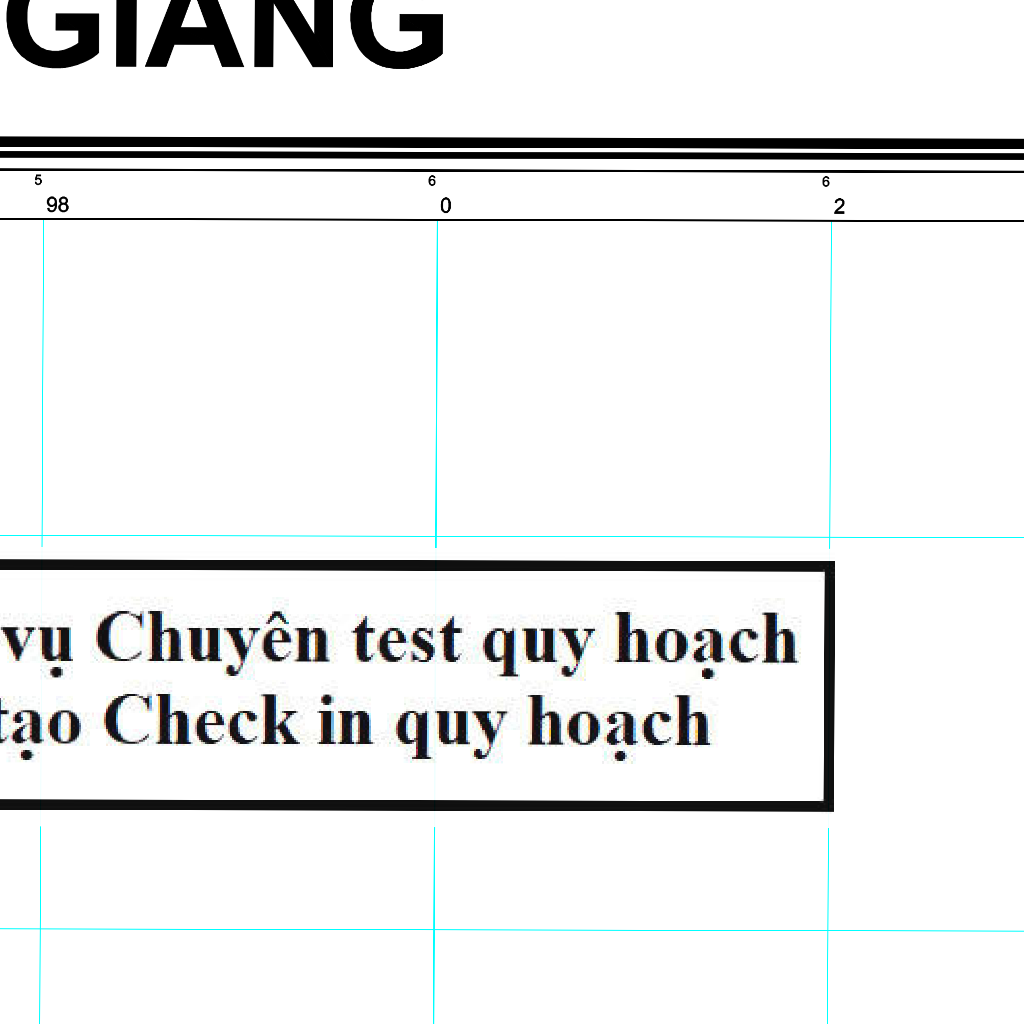 GIANG
5 6 6
98 0 2
vụ Chuyên test quy hoạch
tạo Check in quy hoạch